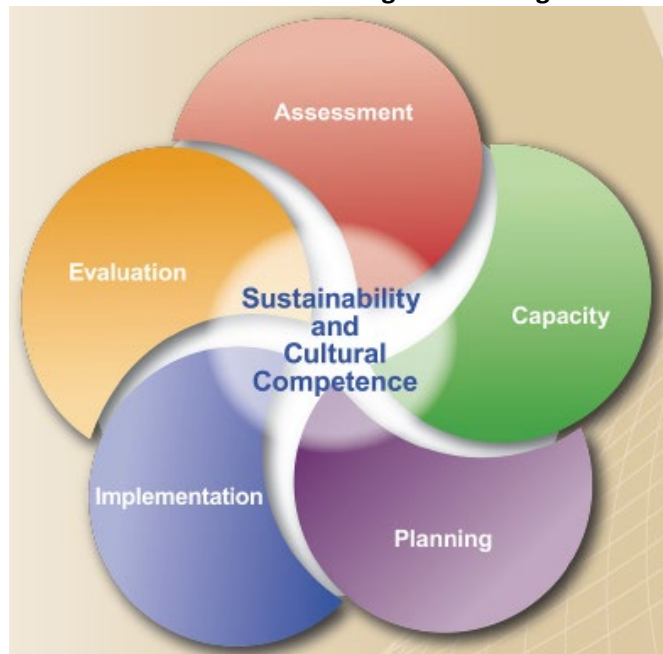 Assessment
Capacity
Planning
Implementation
Evaluation
Sustainability
and
Cultural
Competence